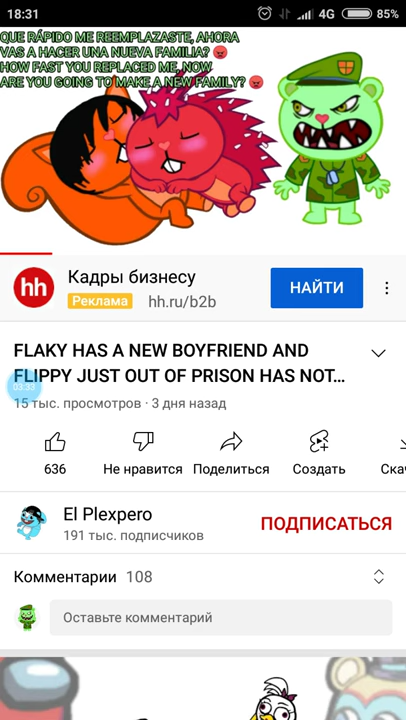 18:31
4G
85%
QUE RÁPIDO ME REEMPLAZASTE, AHORA
VAS A HACER UNA NUEVA FAMILIA?
HOW FAST YOU REPLACED ME, NOW
ARE YOU GOING TO MAKE A NEW FAMILY?
hh
Кадры бизнесу
Реклама hh.ru/b2b
НАЙТИ
FLAKY HAS A NEW BOYFRIEND AND
FLIPPY JUST OUT OF PRISON HAS NOT...
03:33
15 тыс. просмотров · 3 дня назад
636
Не нравится
Поделиться
Создать
Скач
El Plexpero
191 тыс. подписчиков
ПОДПИСАТЬСЯ
Комментарии 108
Оставьте комментарий